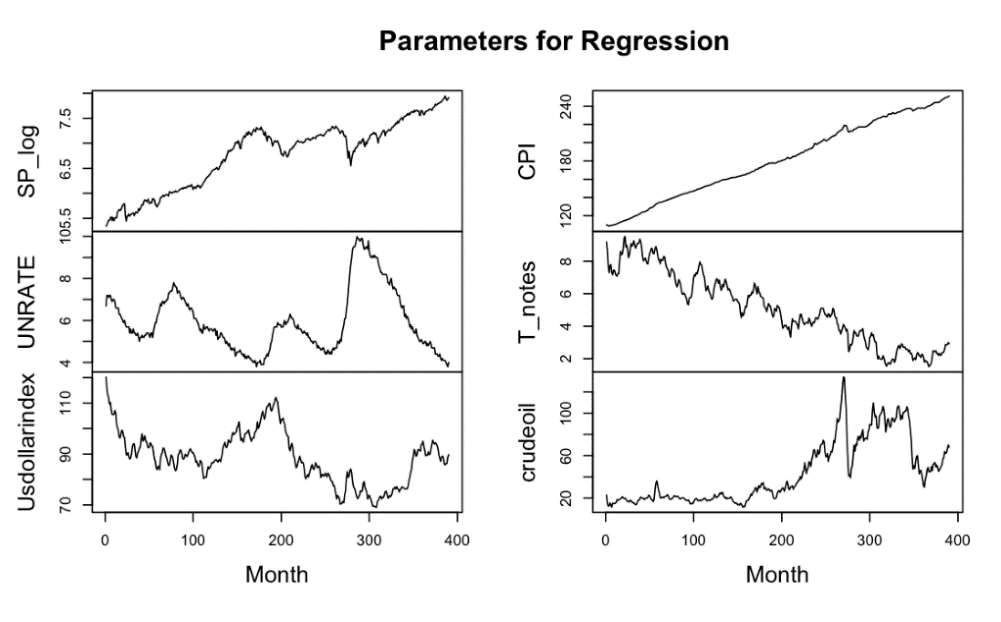 Parameters for Regression
SP_log
7.5
6.5
5.5
UNRATE
10
8
6
4
Usdollarindex
110
90
70
0 100 200 300 400
Month
CPI
240
180
120
T_notes
8
6
4
2
crudeoil
100
60
20
0 100 200 300 400
Month